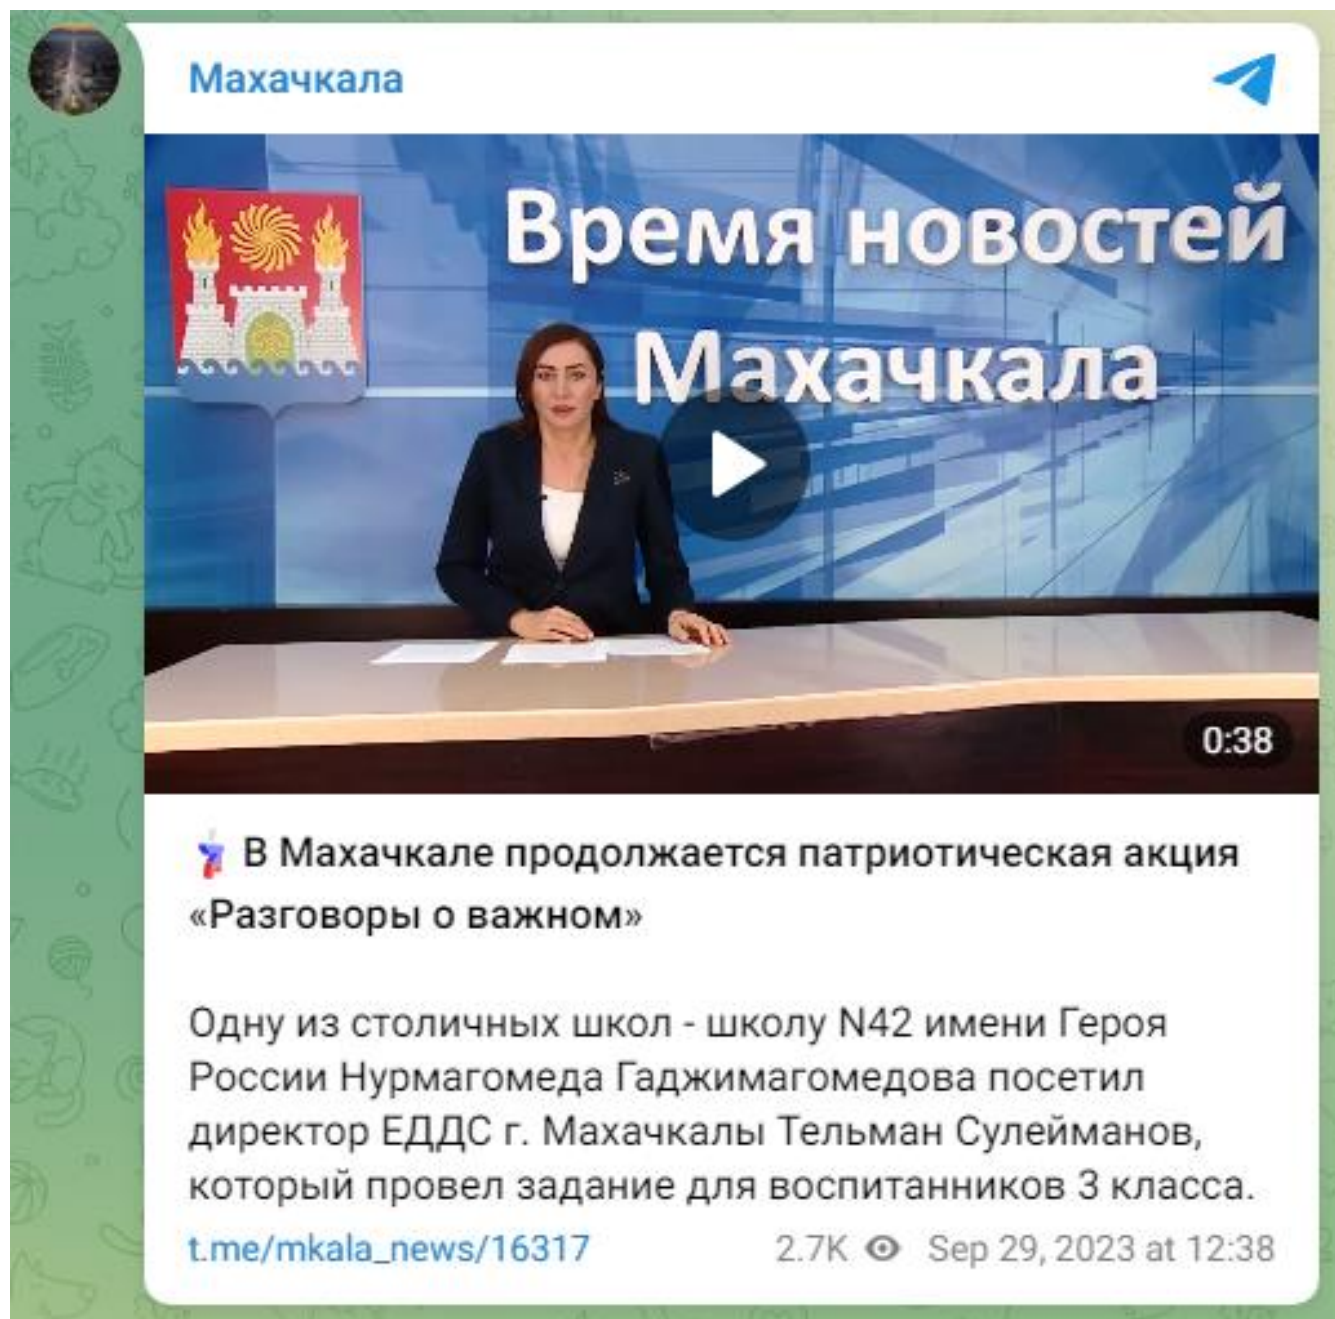 Махачкала
Время новостей
Махачкала
0:38
В Махачкале продолжается патриотическая акция
«Разговоры о важном»
Одну из столичных школ - школу N42 имени Героя
России Нурмагомеда Гаджимагомедова посетил
директор ЕДДС г. Махачкалы Тельман Сулейманов,
который провел задание для воспитанников 3 класса.
t.me/mkala_news/16317 2.7K Sep 29, 2023 at 12:38